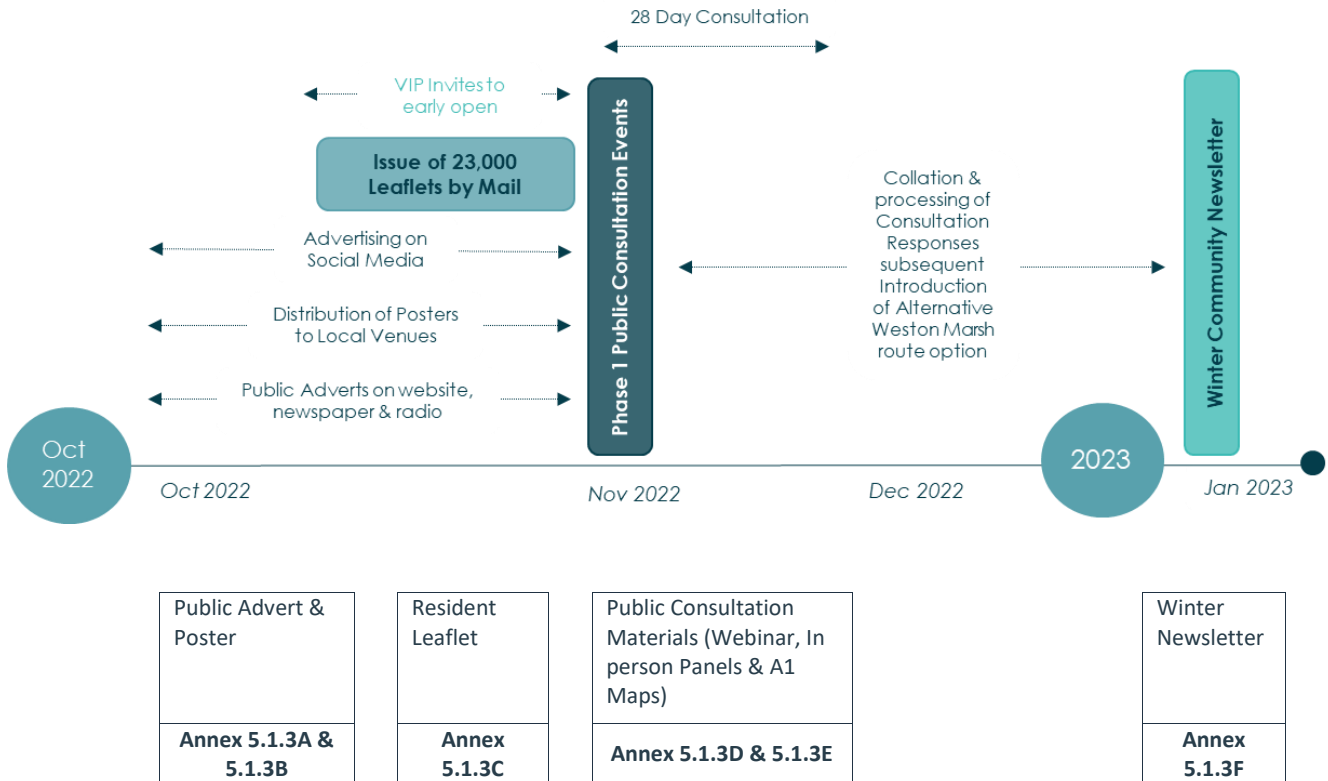 28 Day Consultation
VIP Invites to
early open
Issue of 23,000
Leaflets by Mail
Advertising on
Social Media
Distribution of Posters
to Local Venues
Public Adverts on website,
newspaper & radio
Phase 1 Public Consultation Events
Collation &
processing of
Consultation
Responses
subsequent
Introduction
of Alternative
Weston Marsh
route option
Winter Community Newsletter
Oct
2022
2023
Oct 2022
Nov 2022
Dec 2022
Jan 2023
Public Advert &
Poster
Annex 5.1.3A &
5.1.3B
Resident
Leaflet
Annex
5.1.3C
Public Consultation
Materials (Webinar, In
person Panels & A1
Maps)
Annex 5.1.3D & 5.1.3E
Winter
Newsletter
Annex
5.1.3F